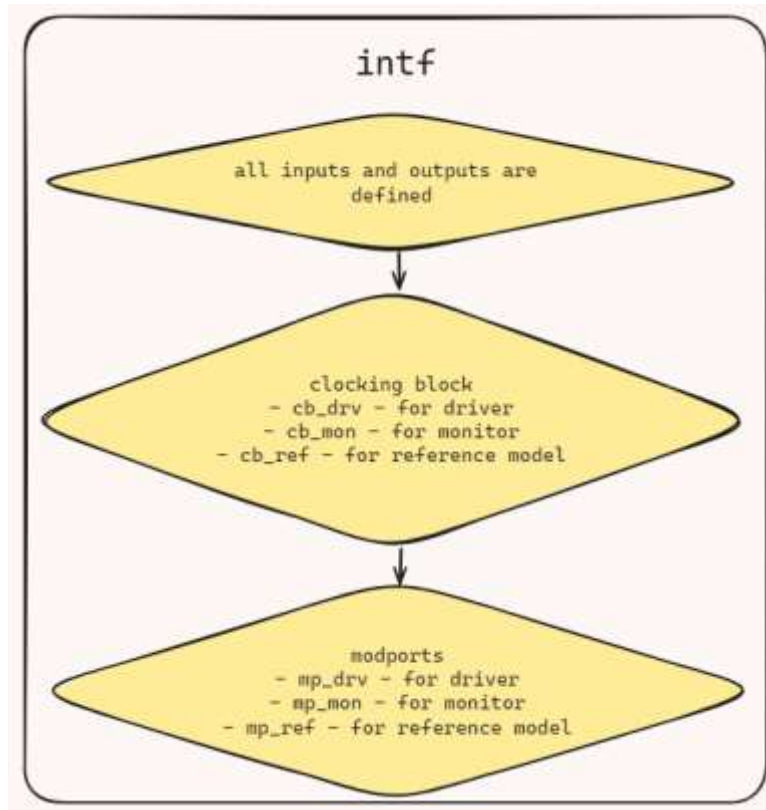 intf
all inputs and outputs are
defined
clocking block
- cb_drv - for driver
- cb_mon - for monitor
- cb_ref - for reference model
modports
- mp_drv - for driver
- mp_mon - for monitor
- mp_ref - for reference model